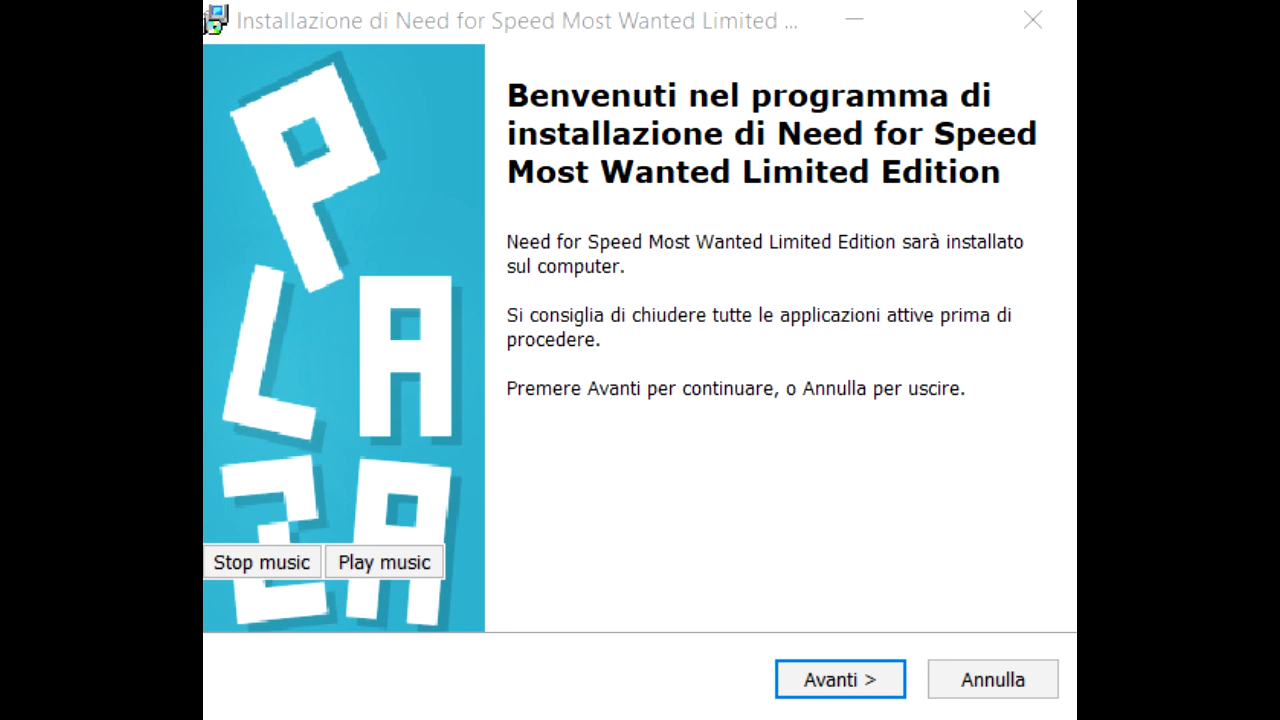 Installazione di Need for Speed Most Wanted Limited ...
PLAZA
Benvenuti nel programma di
installazione di Need for Speed
Most Wanted Limited Edition
Need for Speed Most Wanted Limited Edition sarà installato
sul computer.
Si consiglia di chiudere tutte le applicazioni attive prima di
procedere.
Premere Avanti per continuare, o Annulla per uscire.
Stop music
Play music
Avanti >
Annulla